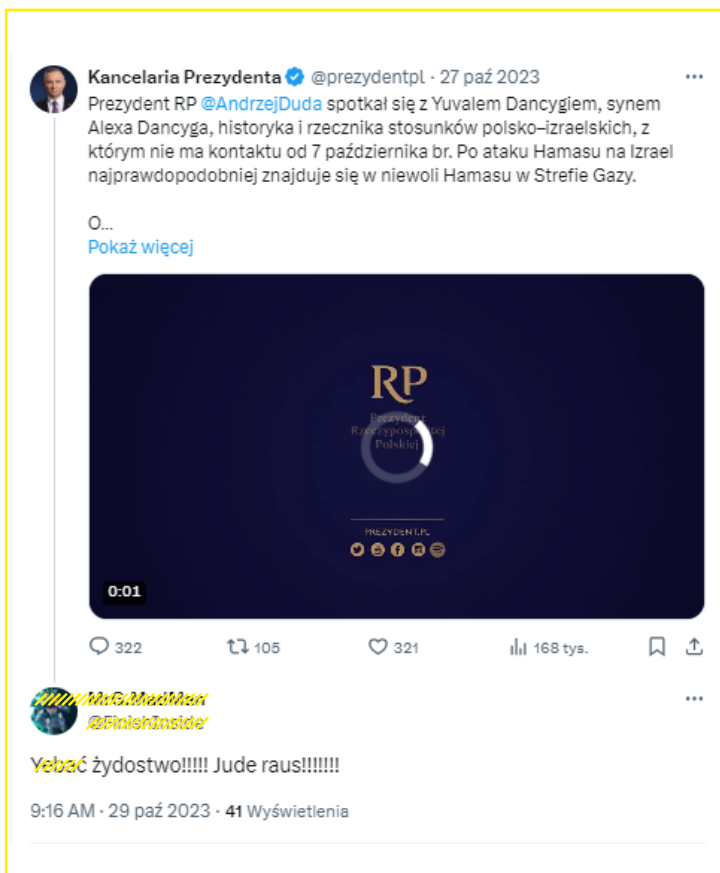 Kancelaria Prezydenta @prezydentpl · 27 paź 2023
Prezydent RP @AndrzejDuda spotkał się z Yuvalem Dancygiem, synem
Alexa Dancyga, historyka i rzecznika stosunków polsko–izraelskich, z
którym nie ma kontaktu od 7 października br. Po ataku Hamasu na Izrael
najprawdopodobniej znajduje się w niewoli Hamasu w Strefie Gazy.
O...
Pokaż więcej
RP
Prezydent
Rzeczypospolitej
Polskiej
PREZYDENT.PL
0:01
322 105 321 168 tys.
żydostwo!!!!! Jude raus!!!!!!!
9:16 AM · 29 paź 2023 · 41 Wyświetlenia